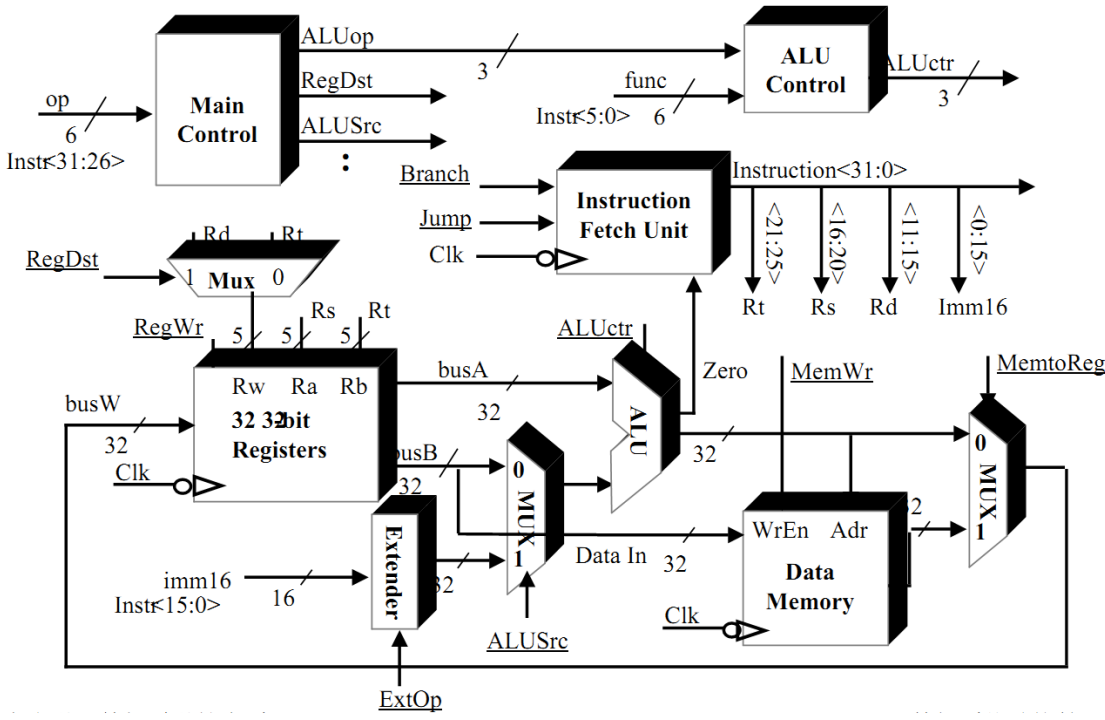 ALUop
3
ALU
Control
ALUctr
3
op
6
Instr<31:26>
Main
Control
RegDst
func
Instr<5:0>
6
ALUSrc
:
Branch
Jump
Clk
Instruction
Fetch Unit
Instruction<31:0>
<21:25>
<16:20>
<11:15>
<0:15>
Rt
Rs
Rd
Imm16
Rd
Rt
RegDst
1
Mux
0
RegWr
5
5
5
Rs
Rt
ALUctr
Zero
MemWr
MemtoReg
busW
32
Rw
Ra
Rb
32 32-bit
Registers
Clk
busA
32
busB
32
0
MUX
1
ALU
32
0
MUX
1
32
Extender
imm16
Instr<15:0>
16
32
Data In
32
WrEn
Adr
Data
Memory
Clk
ALUSrc
ExtOp